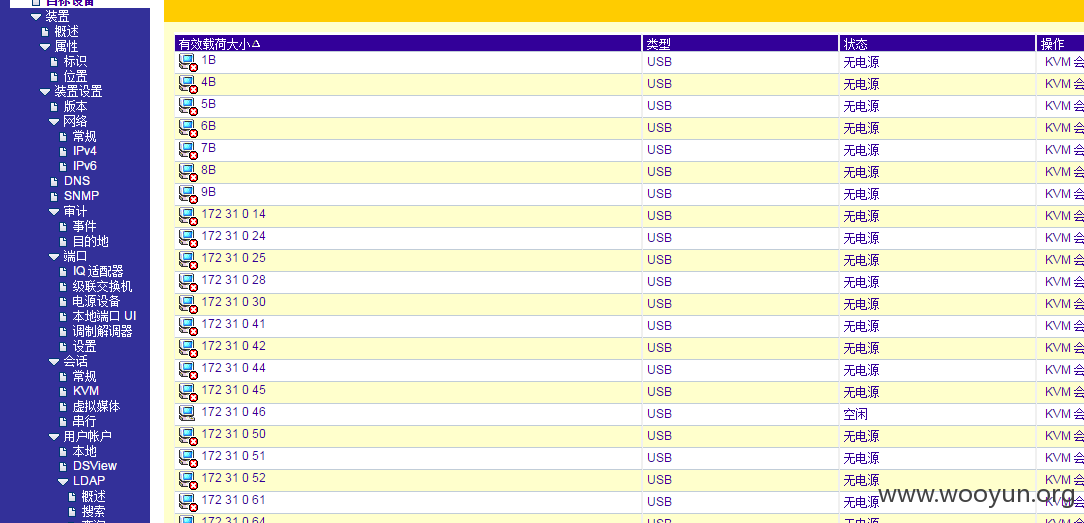 目标设备
装置
概述
属性
标识
位置
装置设置
版本
网络
常规
IPv4
IPv6
DNS
SNMP
审计
事件
目的地
端口
IQ 适配器
级联交换机
电源设备
本地端口 UI
调制解调器
设置
会话
常规
KVM
虚拟媒体
串行
用户帐户
本地
DSView
LDAP
概述
搜索
查询
有效载荷大小 类型 状态 操作
1B USB 无电源 KVM 会
4B USB 无电源 KVM 会
5B USB 无电源 KVM 会
6B USB 无电源 KVM 会
7B USB 无电源 KVM 会
8B USB 无电源 KVM 会
9B USB 无电源 KVM 会
172 31 0 14 USB 无电源 KVM 会
172 31 0 24 USB 无电源 KVM 会
172 31 0 25 USB 无电源 KVM 会
172 31 0 28 USB 无电源 KVM 会
172 31 0 30 USB 无电源 KVM 会
172 31 0 41 USB 无电源 KVM 会
172 31 0 42 USB 无电源 KVM 会
172 31 0 44 USB 无电源 KVM 会
172 31 0 45 USB 无电源 KVM 会
172 31 0 46 USB 空闲 KVM 会
172 31 0 50 USB 无电源 KVM 会
172 31 0 51 USB 无电源 KVM 会
172 31 0 52 USB 无电源 KVM 会
172 31 0 61 USB 无电源 KVM 会
172 31 0 64 USB 无电源 KVM 会
www.wooyun.org